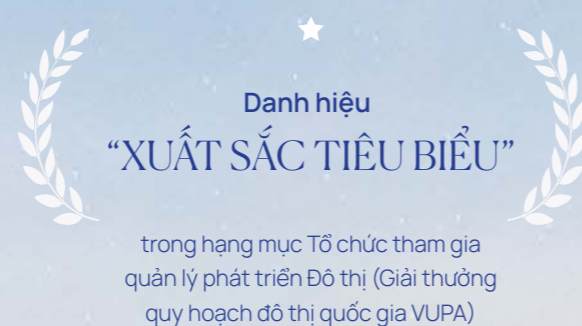 Danh hiệu
“XUẤT SẮC TIÊU BIỂU”
trong hạng mục Tổ chức tham gia
quản lý phát triển Đô thị (Giải thưởng
quy hoạch đô thị quốc gia VUPA)